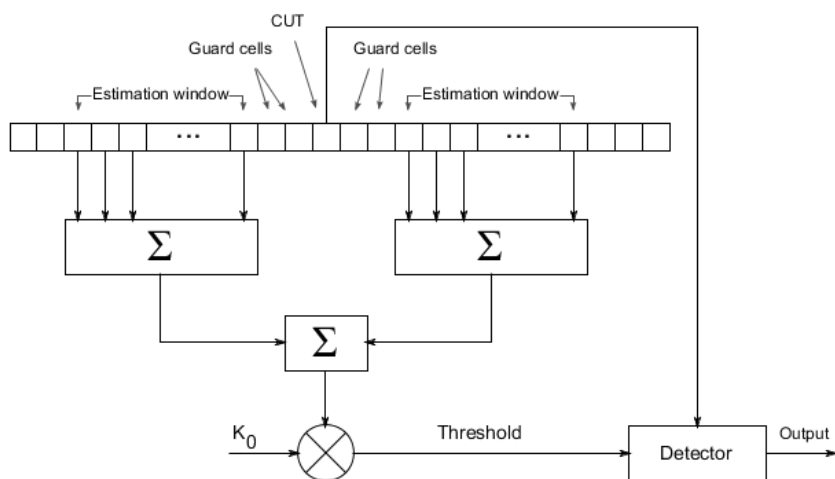 CUT
Guard cells
Guard cells
Estimation window
Estimation window
...
...
Σ
Σ
Σ
K0
Threshold
Detector
Output